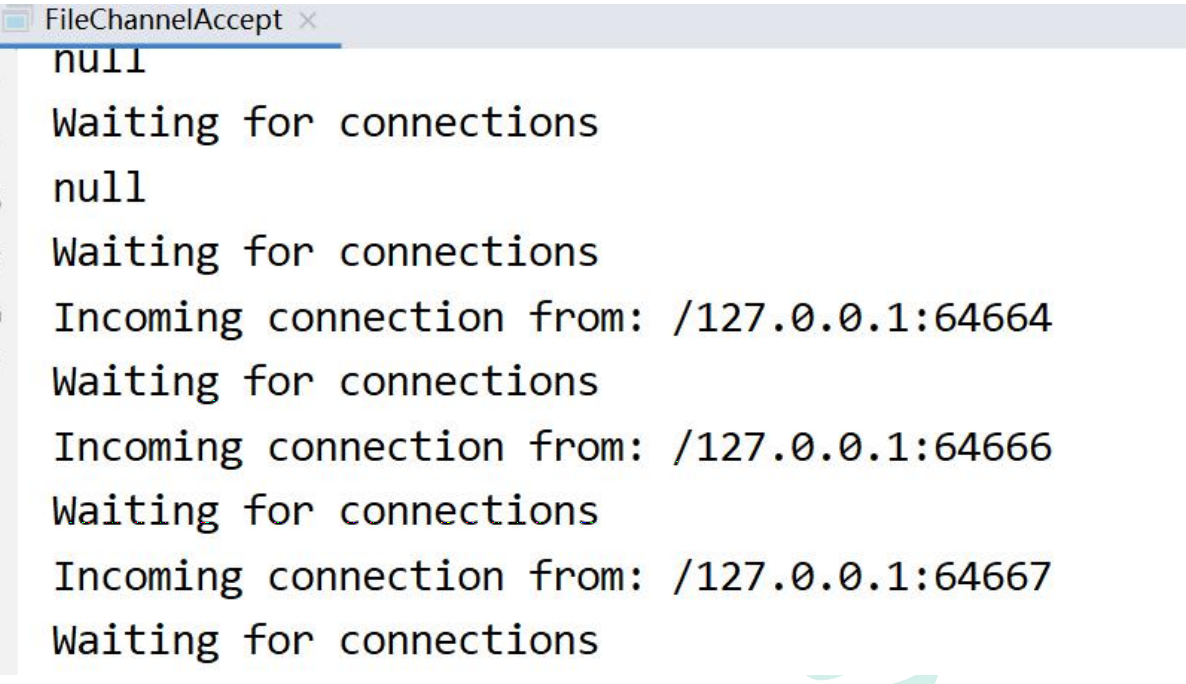 FileChannelAccept
null
Waiting for connections
null
Waiting for connections
Incoming connection from: /127.0.0.1:64664
Waiting for connections
Incoming connection from: /127.0.0.1:64666
Waiting for connections
Incoming connection from: /127.0.0.1:64667
Waiting for connections